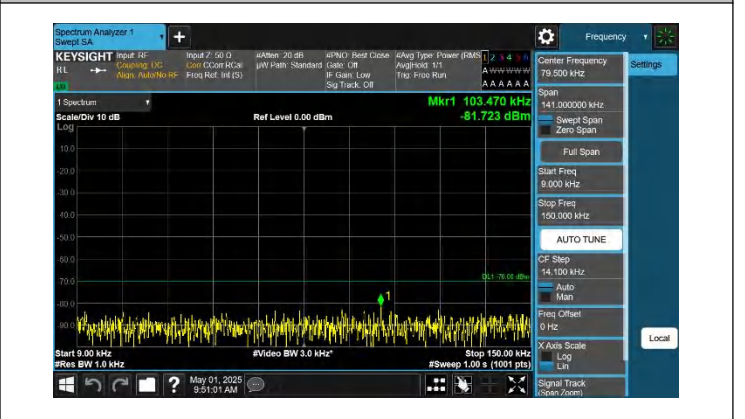 Spectrum Analyzer 1
Swept SA
Frequency
KEYSIGHT
RL
Input: RF
Coupling: DC
Align: Auto/No RF
Input Z: 50 Ω
Corr CCorr RCal
Freq Ref: Int (S)
#Atten: 20 dB
µW Path: Standard
#PNO: Best Close
Gate: Off
IF Gain: Low
Sig Track: Off
#Avg Type: Power (RMS
Avg|Hold: 1/1
Trig: Free Run
1 2 3 4 5 6
A W W W W W
A A A A A A
1 Spectrum
Scale/Div 10 dB
Log
Ref Level 0.00 dBm
Mkr1 103.470 kHz
-81.723 dBm
-10.0
-20.0
-30.0
-40.0
-50.0
-60.0
-70.0
-80.0
-90.0
DL1 -70.00 dBm
1
Start 9.00 kHz
#Res BW 1.0 kHz
#Video BW 3.0 kHz*
Stop 150.00 kHz
#Sweep 1.00 s (1001 pts)
Center Frequency
79.500 kHz
Settings
Span
141.000000 kHz
Swept Span
Zero Span
Full Span
Start Freq
9.000 kHz
Stop Freq
150.000 kHz
AUTO TUNE
CF Step
14.100 kHz
Auto
Man
Freq Offset
0 Hz
X Axis Scale
Log
Lin
Signal Track
(Span Zoom)
Local
?
May 01, 2025
9:51:01 AM